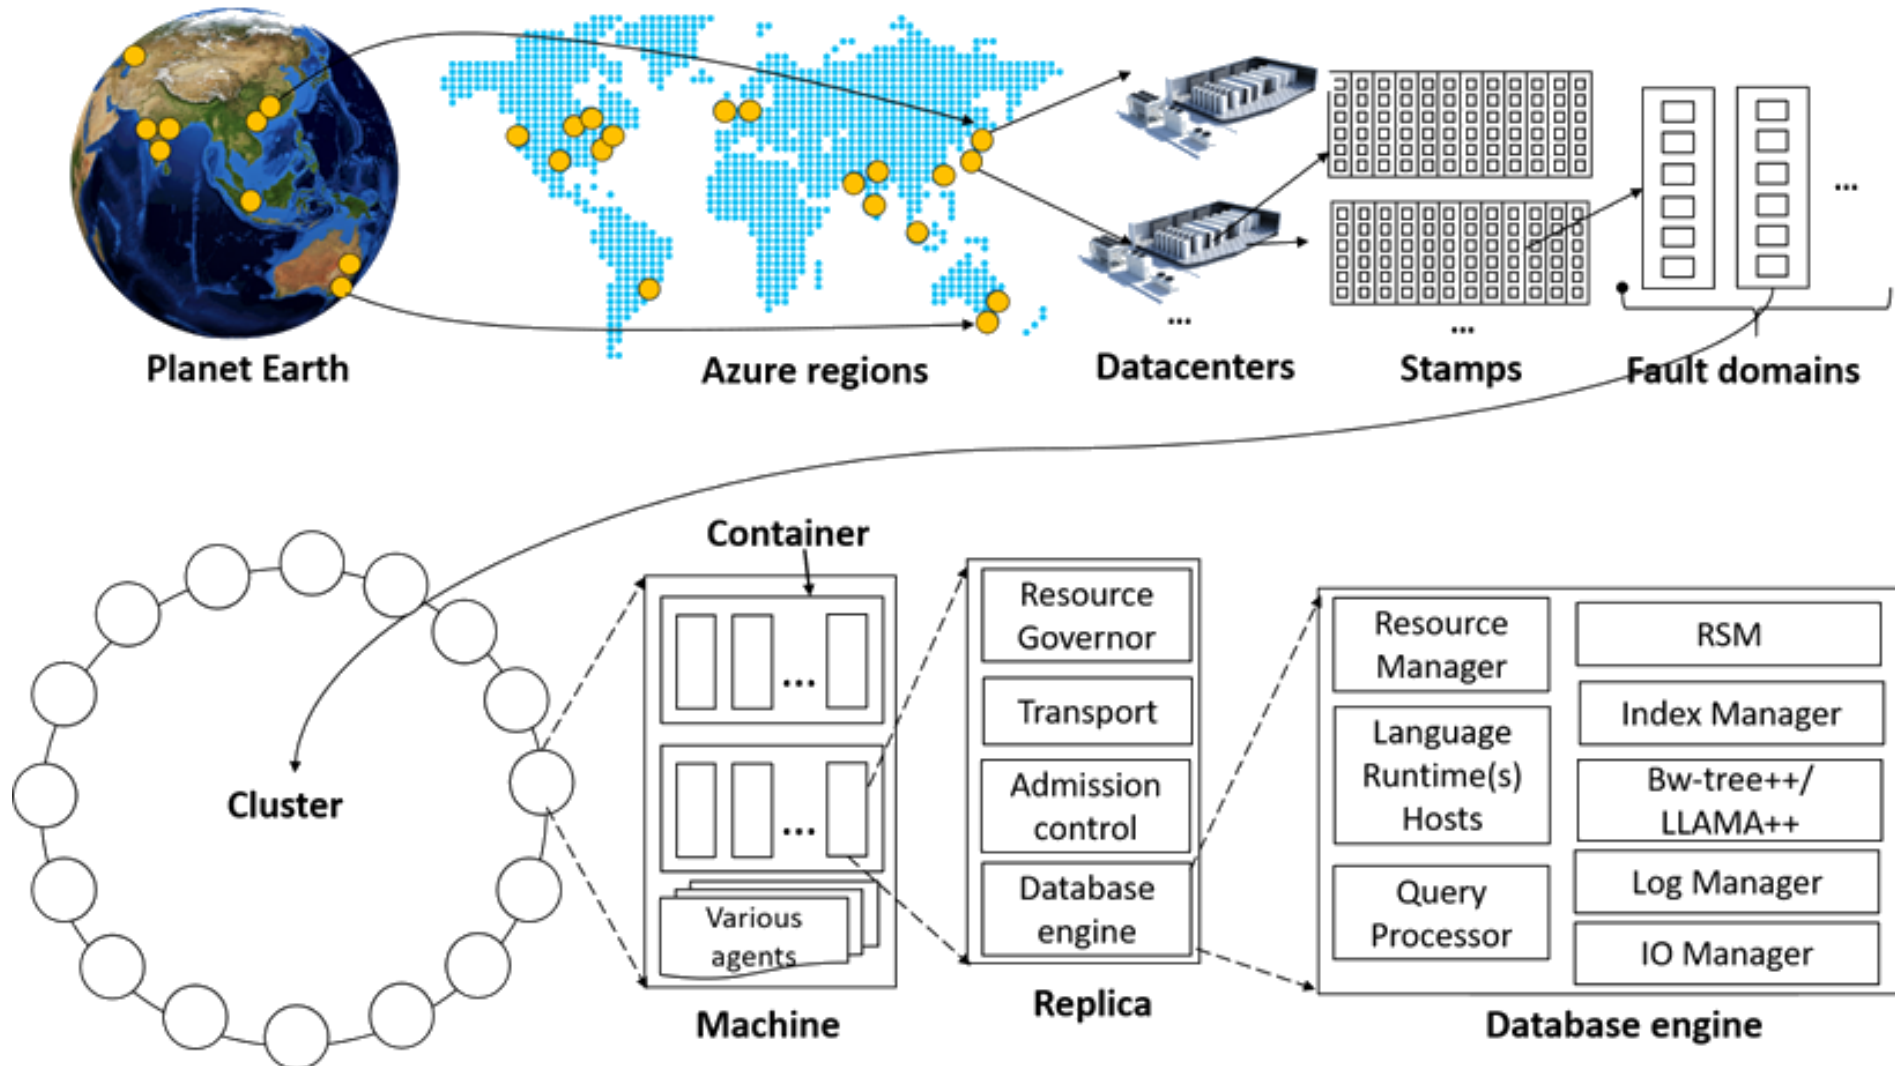 ...
...
...
Planet Earth
Azure regions
Datacenters
Stamps
Fault domains
Container
...
...
Various
agents
Machine
Cluster
Resource
Governor
Transport
Admission
control
Database
engine
Replica
Resource
Manager
Language
Runtime(s)
Hosts
Query
Processor
RSM
Index Manager
Bw-tree++/
LLAMA++
Log Manager
IO Manager
Database engine